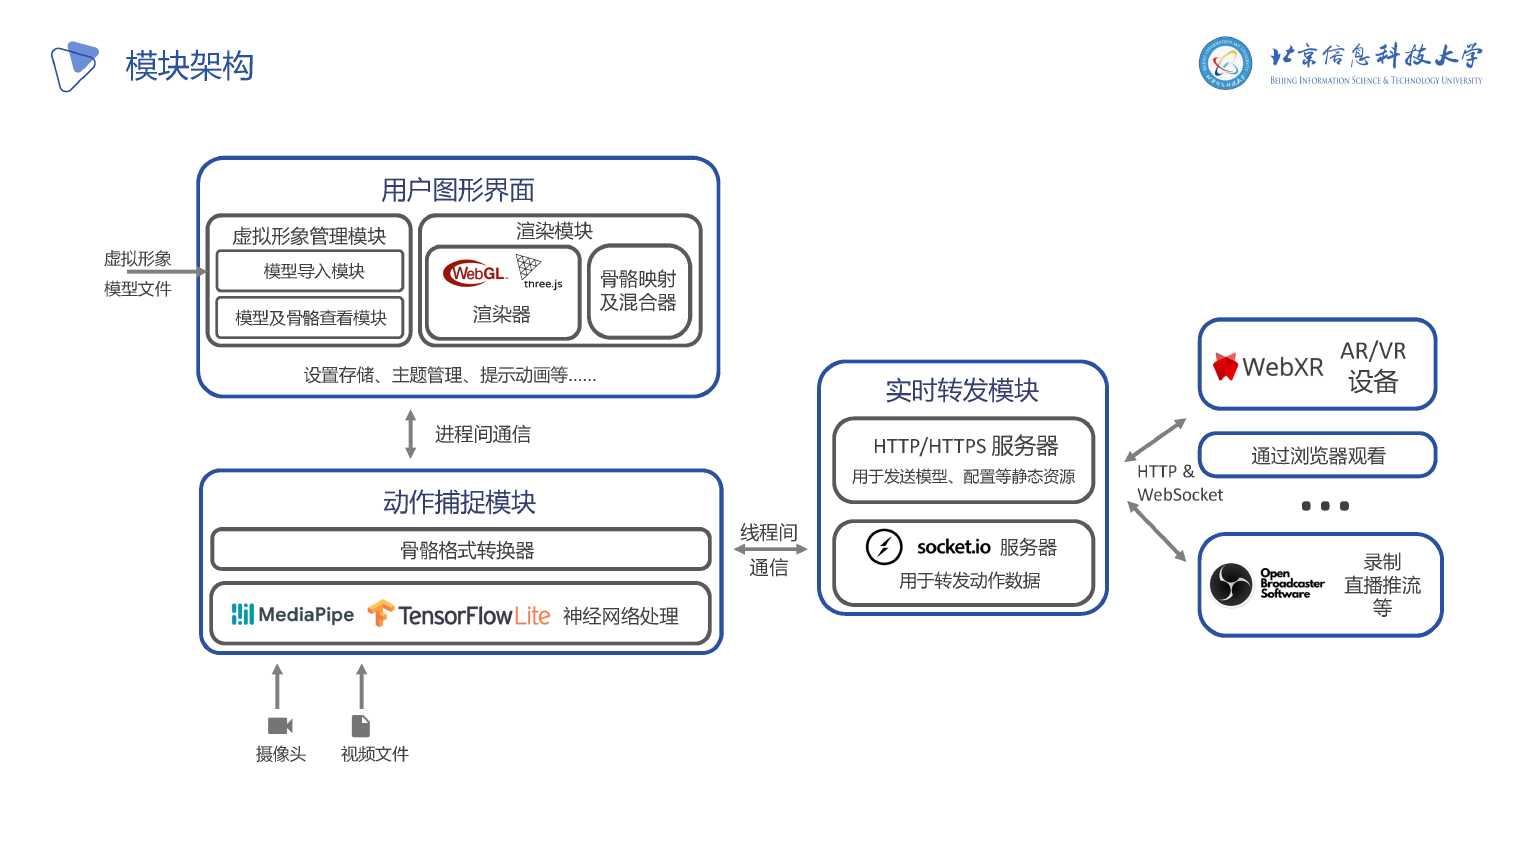 模块架构
北京信息科技大学
BEIJING INFORMATION SCIENCE & TECHNOLOGY UNIVERSITY
用户图形界面
虚拟形象管理模块
模型导入模块
模型及骨骼查看模块
渲染模块
WebGL
three.js
渲染器
骨骼映射
及混合器
设置存储、主题管理、提示动画等......
虚拟形象
模型文件
进程间通信
动作捕捉模块
骨骼格式转换器
MediaPipe TensorFlow Lite 神经网络处理
摄像头
视频文件
线程间
通信
实时转发模块
HTTP/HTTPS 服务器
用于发送模型、配置等静态资源
socket.io 服务器
用于转发动作数据
HTTP &
WebSocket
WebXR
AR/VR
设备
通过浏览器观看
Open
Broadcaster
Software
录制
直播推流
等